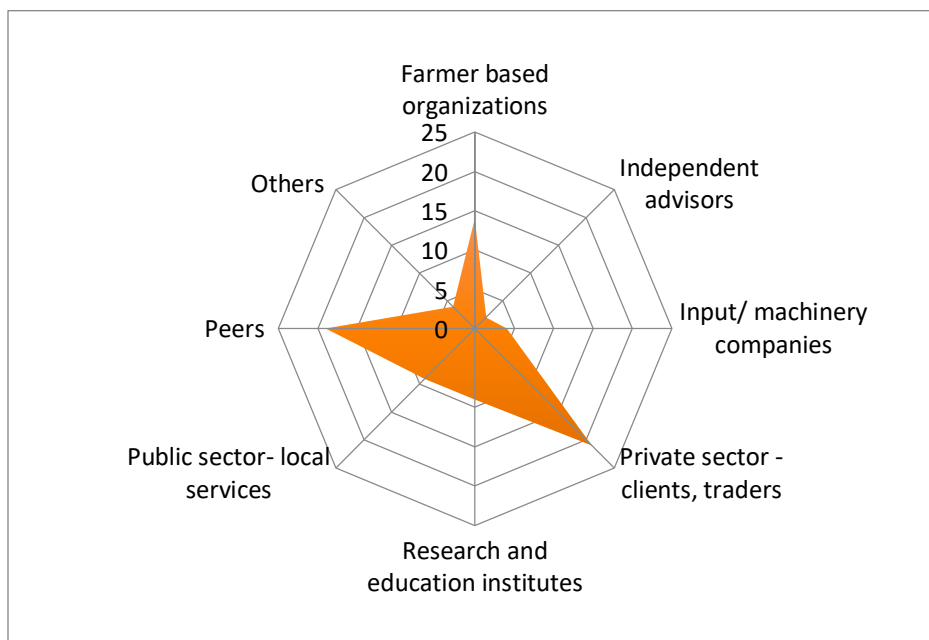 Farmer based
organizations
25
20
15
10
5
0
Independent
advisors
Input/ machinery
companies
Private sector -
clients, traders
Research and
education institutes
Public sector- local
services
Peers
Others